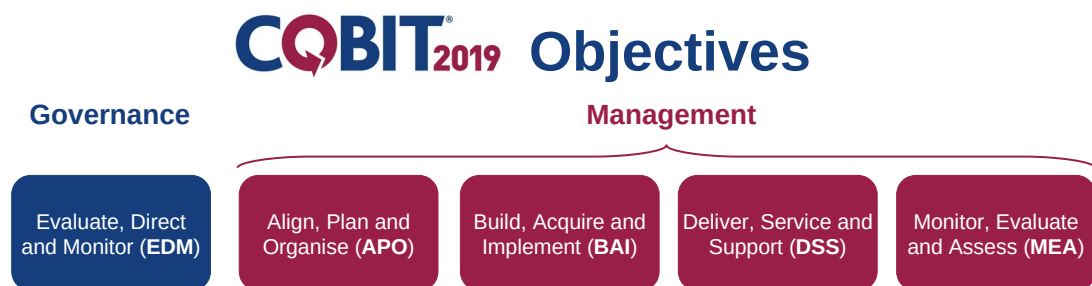 COBIT® 2019 Objectives
Governance
Management
Evaluate, Direct
and Monitor (EDM)
Align, Plan and
Organise (APO)
Build, Acquire and
Implement (BAI)
Deliver, Service and
Support (DSS)
Monitor, Evaluate
and Assess (MEA)